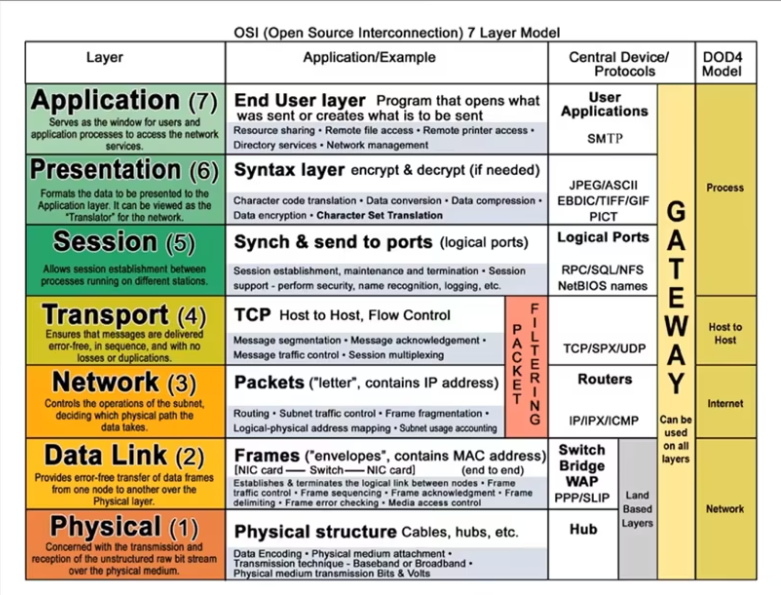 OSI (Open Source Interconnection) 7 Layer Model
Layer
Application/Example
Central Device/
Protocols
DOD4
Model
Application (7)
Serves as the window for users and
application processes to access the network
services.
End User layer Program that opens what
was sent or creates what is to be sent
Resource sharing • Remote file access • Remote printer access •
Directory services • Network management
User
Applications
SMTP
Presentation (6)
Formats the data to be presented to the
Application layer. It can be viewed as the
"Translator" for the network.
Syntax layer encrypt & decrypt (if needed)
Character code translation • Data conversion • Data compression •
Data encryption • Character Set Translation
JPEG/ASCII
EBDIC/TIFF/GIF
PICT
Process
Session (5)
Allows session establishment between
processes running on different stations.
Synch & send to ports (logical ports)
Session establishment, maintenance and termination • Session
support - perform security, name recognition, logging, etc.
Logical Ports
RPC/SQL/NFS
NetBIOS names
Transport (4)
Ensures that messages are delivered
error-free, in sequence, and with no
losses or duplications.
TCP Host to Host, Flow Control
Message segmentation • Message acknowledgement •
Message traffic control • Session multiplexing
PACKET
FILTERING
TCP/SPX/UDP
Host to
Host
Network (3)
Controls the operations of the subnet,
deciding which physical path the
data takes.
Packets ("letter", contains IP address)
Routing • Subnet traffic control • Frame fragmentation •
Logical-physical address mapping • Subnet usage accounting
Routers
IP/IPX/ICMP
Internet
GATEWAY
Can be
used
on all
layers
Data Link (2)
Provides error-free transfer of data frames
from one node to another over the
Physical layer.
Frames ("envelopes", contains MAC address)
[NIC card —— Switch—— NIC card] (end to end)
Establishes & terminates the logical link between nodes • Frame
traffic control • Frame sequencing • Frame acknowledgment • Frame
delimiting • Frame error checking • Media access control
Switch
Bridge
WAP
PPP/SLIP
Land
Based
Layers
Network
Physical (1)
Concerned with the transmission and
reception of the unstructured raw bit stream
over the physical medium.
Physical structure Cables, hubs, etc.
Data Encoding • Physical medium attachment •
Transmission technique - Baseband or Broadband •
Physical medium transmission Bits & Volts
Hub